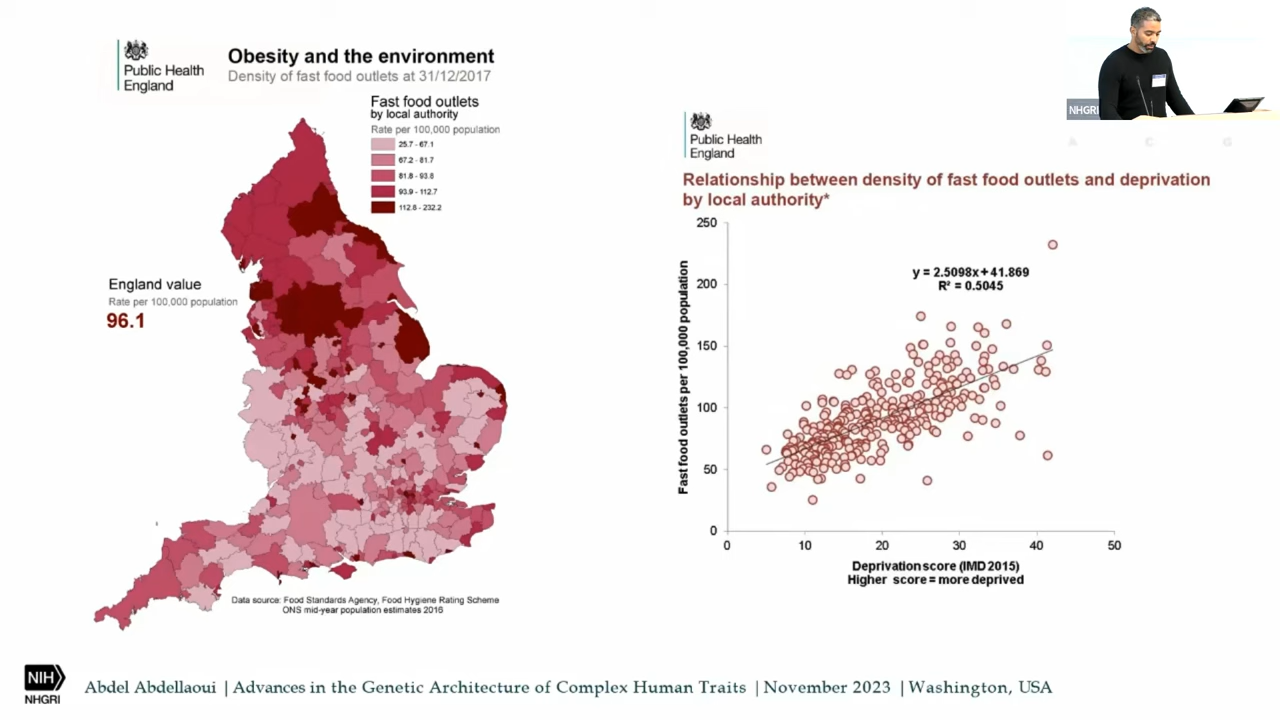 Public Health
England
Obesity and the environment
Density of fast food outlets at 31/12/2017
Fast food outlets
by local authority
Rate per 100,000 population
25.7 - 67.1
67.2 - 81.7
81.8 - 93.8
93.9 - 112.7
112.8 - 232.2
England value
Rate per 100,000 population
96.1
Data source: Food Standards Agency, Food Hygiene Rating Scheme
ONS mid-year population estimates 2016
NHGRI
A C G
Public Health
England
Relationship between density of fast food outlets and deprivation
by local authority*
Fast food outlets per 100,000 population
250
200
150
100
50
0
y = 2.5098x + 41.869
R² = 0.5045
0 10 20 30 40 50
Deprivation score (IMD 2015)
Higher score = more deprived
NIH
NHGRI
Abdel Abdellaoui | Advances in the Genetic Architecture of Complex Human Traits | November 2023 | Washington, USA